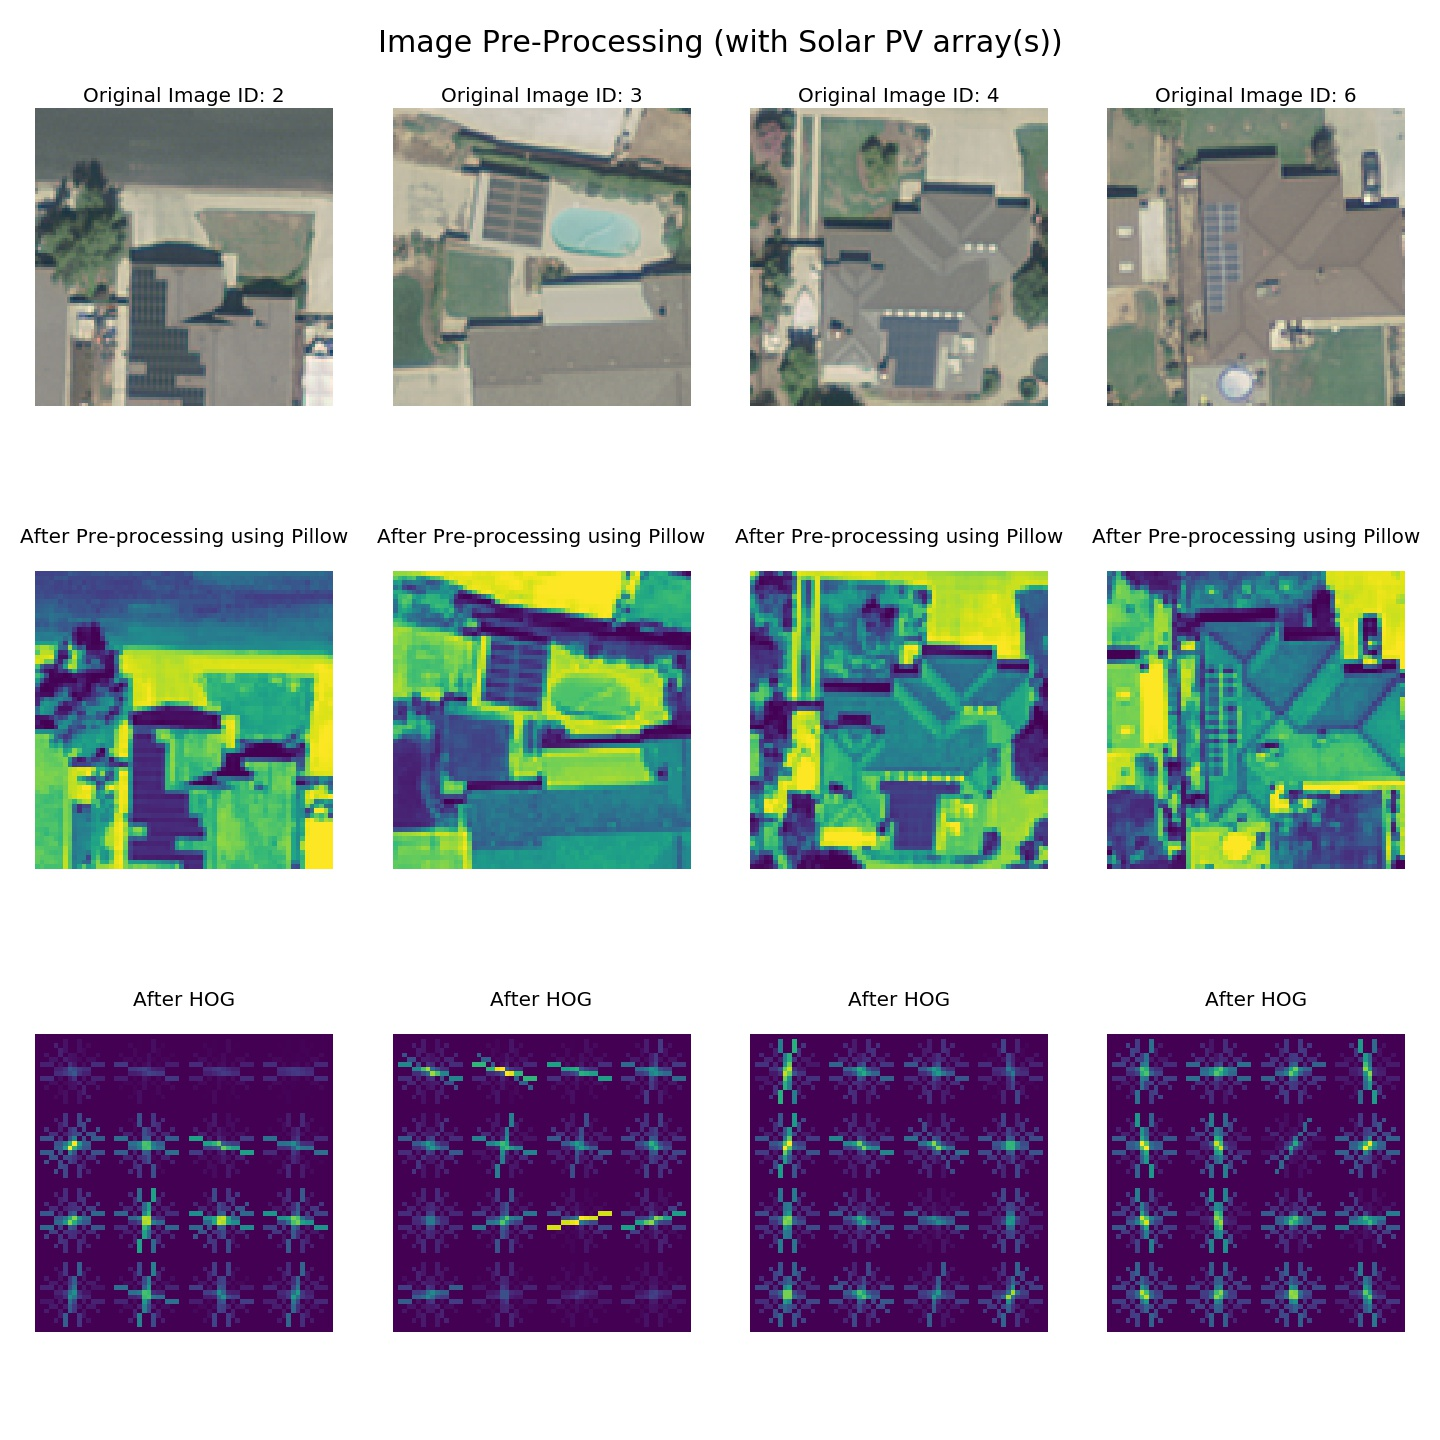 Image Pre-Processing (with Solar PV array(s))
Original Image ID: 2
Original Image ID: 3
Original Image ID: 4
Original Image ID: 6
After Pre-processing using Pillow
After Pre-processing using Pillow
After Pre-processing using Pillow
After Pre-processing using Pillow
After HOG
After HOG
After HOG
After HOG